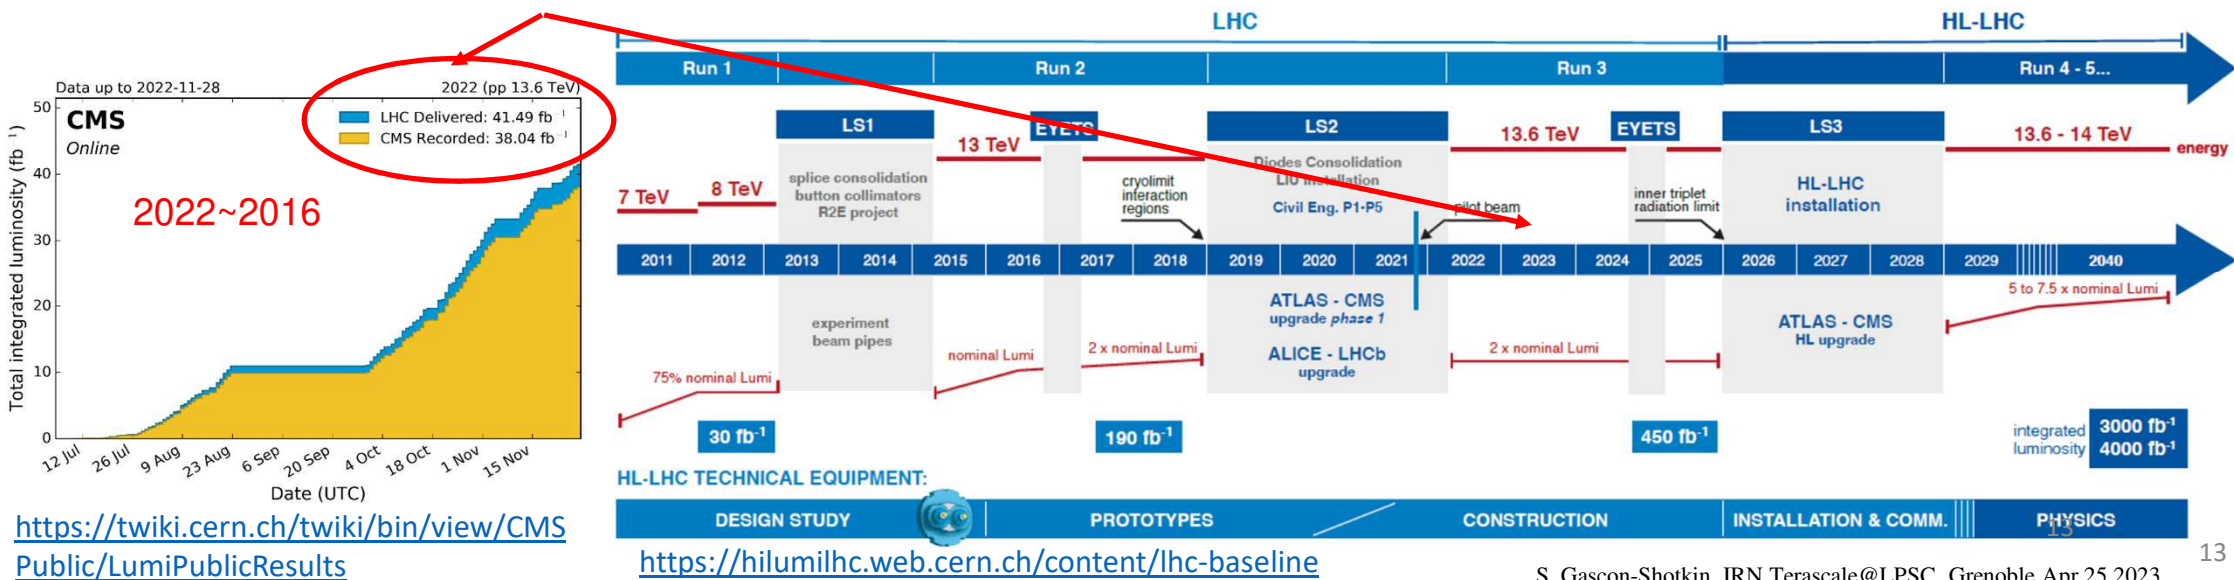 LHC
HL-LHC
Run 1
Run 2
Run 3
Run 4 - 5...
Data up to 2022-11-28
2022 (pp 13.6 TeV)
CMS
Online
LHC Delivered: 41.49 fb⁻¹
CMS Recorded: 38.04 fb⁻¹
2022~2016
Total integrated luminosity (fb⁻¹)
50
40
30
20
10
0
12 Jul
26 Jul
9 Aug
23 Aug
6 Sep
20 Sep
4 Oct
18 Oct
1 Nov
15 Nov
Date (UTC)
https://twiki.cern.ch/twiki/bin/view/CMS
Public/LumiPublicResults
LS1
EYETS
LS2
EYETS
LS3
7 TeV
8 TeV
13 TeV
13.6 TeV
13.6 - 14 TeV
energy
splice consolidation
button collimators
R2E project
cryolimit
interaction
regions
Diodes Consolidation
LIU Installation
Civil Eng. P1-P5
pilot beam
inner triplet
radiation limit
HL-LHC
installation
2011
2012
2013
2014
2015
2016
2017
2018
2019
2020
2021
2022
2023
2024
2025
2026
2027
2028
2029
2040
experiment
beam pipes
75% nominal Lumi
nominal Lumi
2 x nominal Lumi
ATLAS - CMS
upgrade phase 1
ALICE - LHCb
upgrade
2 x nominal Lumi
ATLAS - CMS
HL upgrade
5 to 7.5 x nominal Lumi
30 fb⁻¹
190 fb⁻¹
450 fb⁻¹
integrated
luminosity
3000 fb⁻¹
4000 fb⁻¹
HL-LHC TECHNICAL EQUIPMENT:
DESIGN STUDY
PROTOTYPES
CONSTRUCTION
INSTALLATION & COMM.
PHYSICS
13
https://hilumilhc.web.cern.ch/content/lhc-baseline
13
S. Gascon-Shotkin, IRN Terascale@LPSC, Grenoble Apr 25 2023